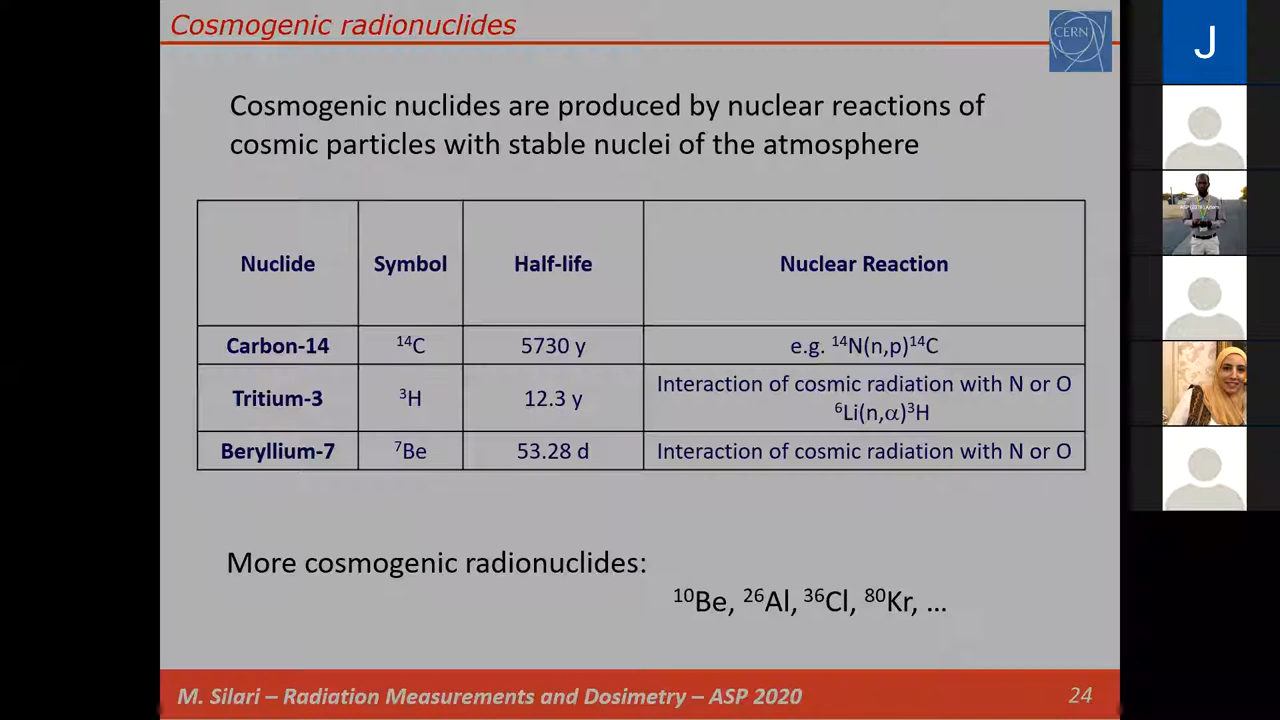 Cosmogenic radionuclides
CERN
J
Cosmogenic nuclides are produced by nuclear reactions of
cosmic particles with stable nuclei of the atmosphere
Nuclide Symbol Half-life Nuclear Reaction
Carbon-14 ¹⁴C 5730 y e.g. ¹⁴N(n,p)¹⁴C
Tritium-3 ³H 12.3 y Interaction of cosmic radiation with N or O
⁶Li(n,α)³H
Beryllium-7 ⁷Be 53.28 d Interaction of cosmic radiation with N or O
More cosmogenic radionuclides:
¹⁰Be, ²⁶Al, ³⁶Cl, ⁸⁰Kr, ...
M. Silari – Radiation Measurements and Dosimetry – ASP 2020 24